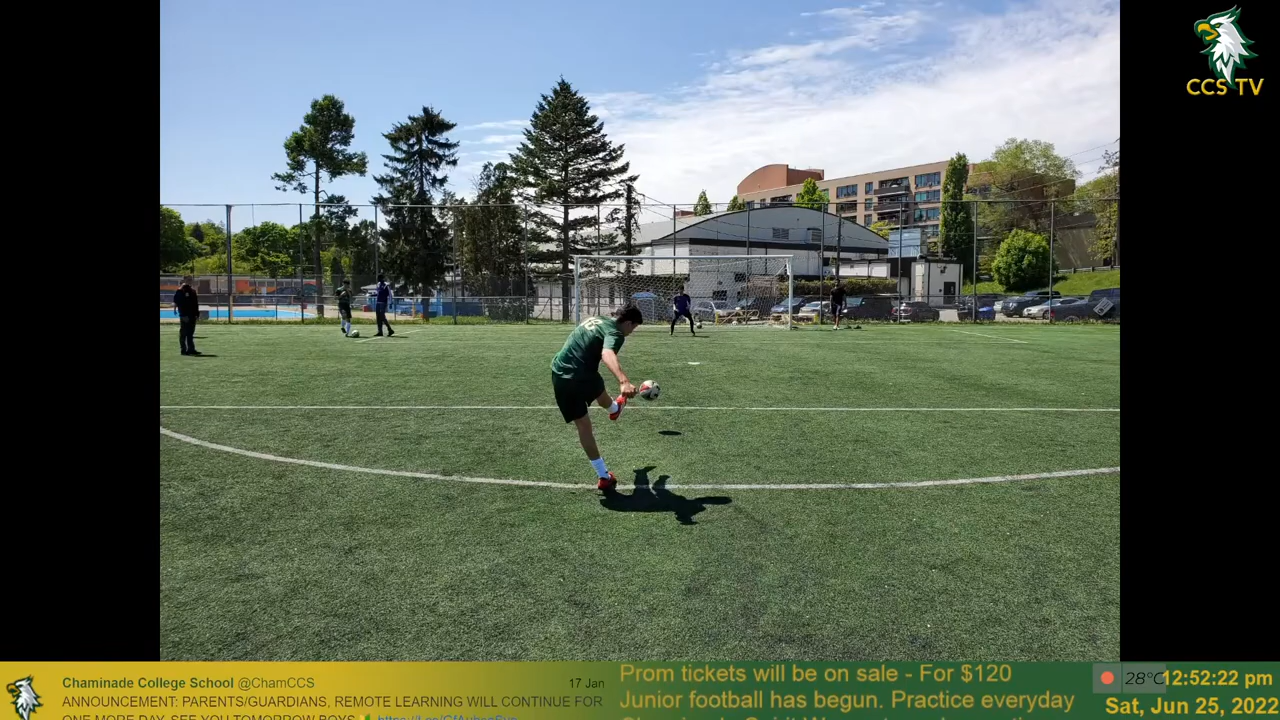 CCS TV
Chaminade College School @ChamCCS
17 Jan
ANNOUNCEMENT: PARENTS/GUARDIANS, REMOTE LEARNING WILL CONTINUE FOR
ONE MORE DAY. SEE YOU TOMORROW BOYS
Prom tickets will be on sale - For $120
Junior football has begun. Practice everyday
28°C
12:52:22 pm
Sat, Jun 25, 2022